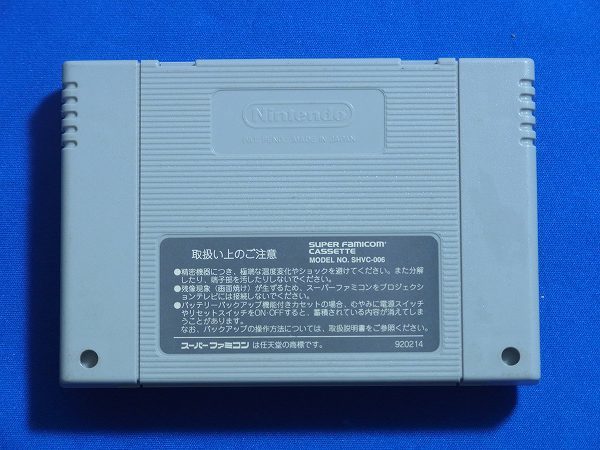 Nintendo
PAT. PEND. MADE IN JAPAN
取扱い上のご注意
SUPER FAMICOM
CASSETTE
MODEL NO. SHVC-006
●精密機器につき、極端な温度変化やショックを避けてください。また分解
したり、端子部を汚したりしないでください。
●残像現象(画面焼け)が生ずるため、スーパーファミコンをプロジェクシ
ョンテレビには接続しないでください。
●バッテリーバックアップ機能付きカセットの場合、むやみに電源スイッチ
やリセットスイッチをON・OFFすると、蓄積されている内容が消えてしま
うことがあります。
なお、バックアップの操作方法については、取扱説明書をご参照ください。
スーパーファミコン は任天堂の商標です。
920214